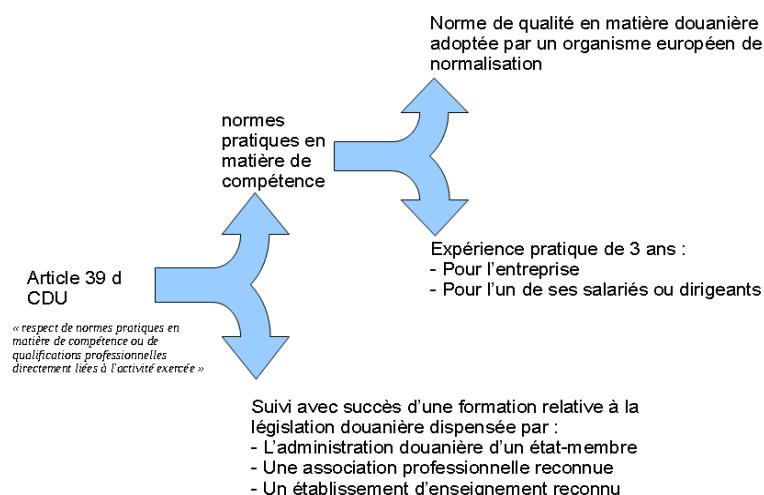 Norme de qualité en matière douanière
adoptée par un organisme européen de
normalisation
normes
pratiques en
matière de
compétence
Expérience pratique de 3 ans :
- Pour l'entreprise
- Pour l'un de ses salariés ou dirigeants
Article 39 d
CDU
« respect de normes pratiques en
matière de compétence ou de
qualifications professionnelles
directement liées à l'activité exercée »
Suivi avec succès d'une formation relative à la
législation douanière dispensée par :
- L'administration douanière d'un état-membre
- Une association professionnelle reconnue
- Un établissement d'enseignement reconnu